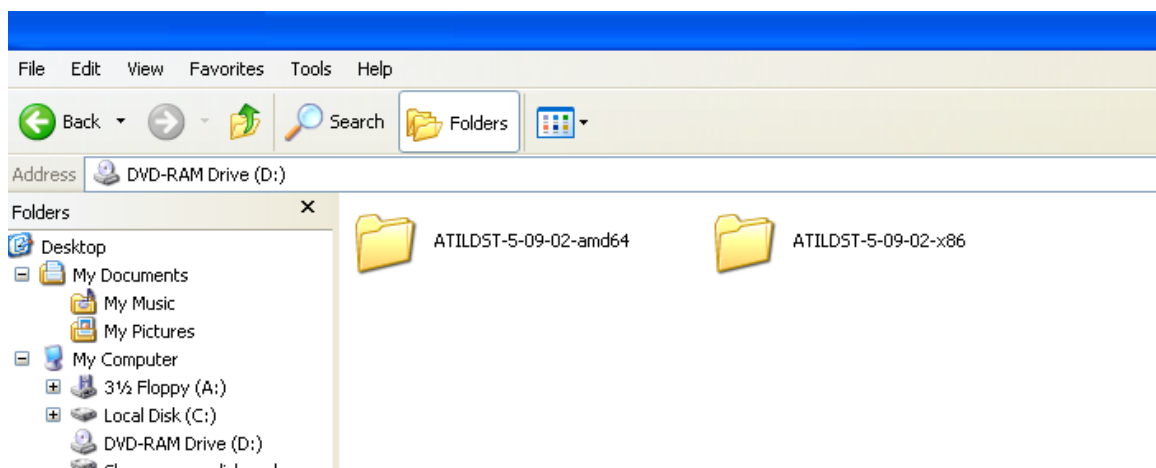 File Edit View Favorites Tools Help
Back Search Folders
Address DVD-RAM Drive (D:)
Folders
ATILDST-5-09-02-amd64 ATILDST-5-09-02-x86
Desktop
My Documents
My Music
My Pictures
My Computer
3½ Floppy (A:)
Local Disk (C:)
DVD-RAM Drive (D:)